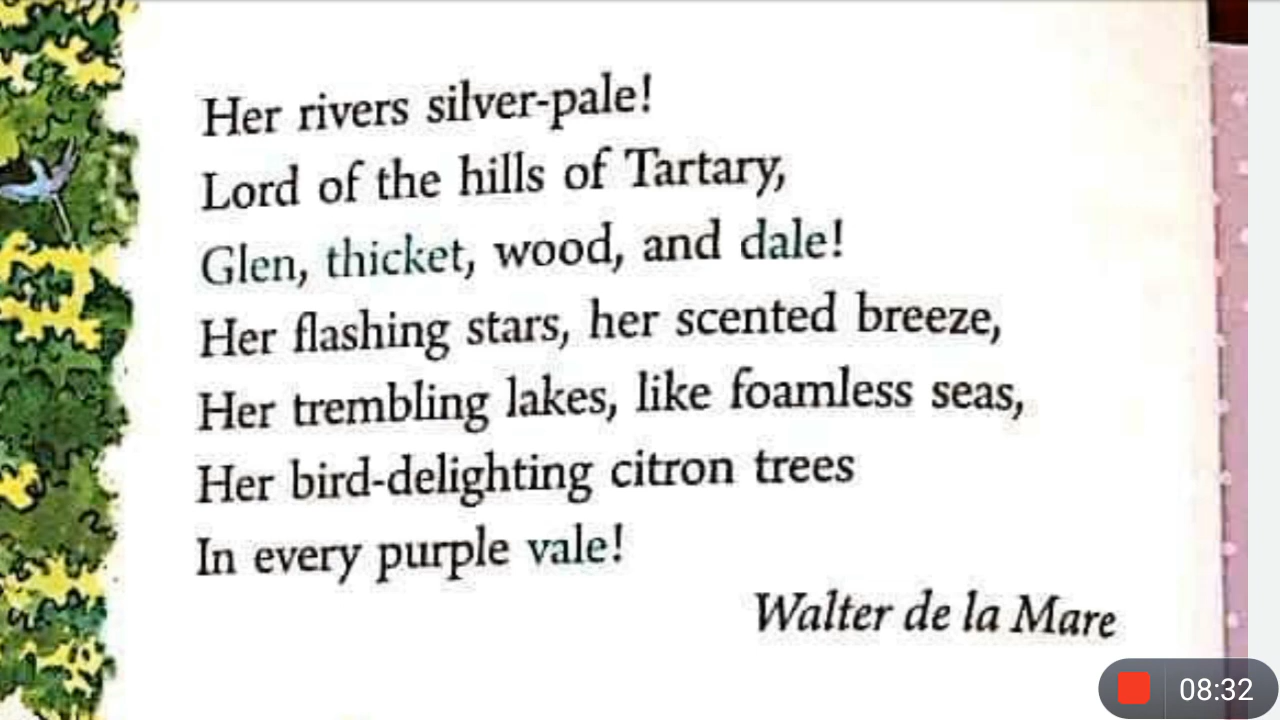 Her rivers silver-pale!
Lord of the hills of Tartary,
Glen, thicket, wood, and dale!
Her flashing stars, her scented breeze,
Her trembling lakes, like foamless seas,
Her bird-delighting citron trees
In every purple vale!
Walter de la Mare
08:32